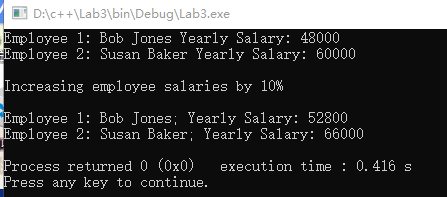 D:\c++\Lab3\bin\Debug\Lab3.exe
Employee 1: Bob Jones Yearly Salary: 48000
Employee 2: Susan Baker Yearly Salary: 60000
Increasing employee salaries by 10%
Employee 1: Bob Jones; Yearly Salary: 52800
Employee 2: Susan Baker; Yearly Salary: 66000
Process returned 0 (0x0)   execution time : 0.416 s
Press any key to continue.